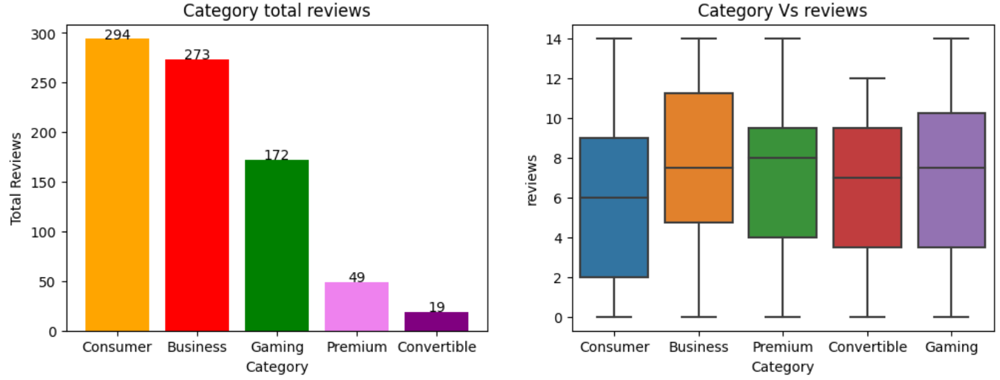 Category total reviews
300
250
200
150
100
50
0
Total Reviews
294
273
172
49
19
Consumer Business Gaming Premium Convertible
Category
Category Vs reviews
14
12
10
8
6
4
2
0
reviews
Consumer Business Premium Convertible Gaming
Category